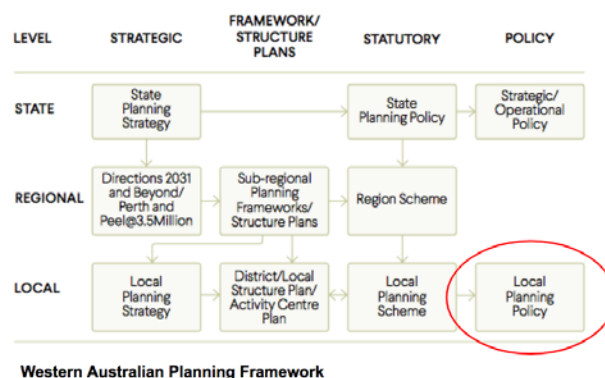 LEVEL
STRATEGIC
FRAMEWORK/
STRUCTURE
PLANS
STATUTORY
POLICY
STATE
State
Planning
Strategy
State
Planning Policy
Strategic/
Operational
Policy
REGIONAL
Directions 2031
and Beyond/
Perth and
Peel@3.5Million
Sub-regional
Planning
Frameworks/
Structure Plans
Region Scheme
LOCAL
Local
Planning
Strategy
District/Local
Structure Plan/
Activity Centre
Plan
Local
Planning
Scheme
Local
Planning
Policy
Western Australian Planning Framework